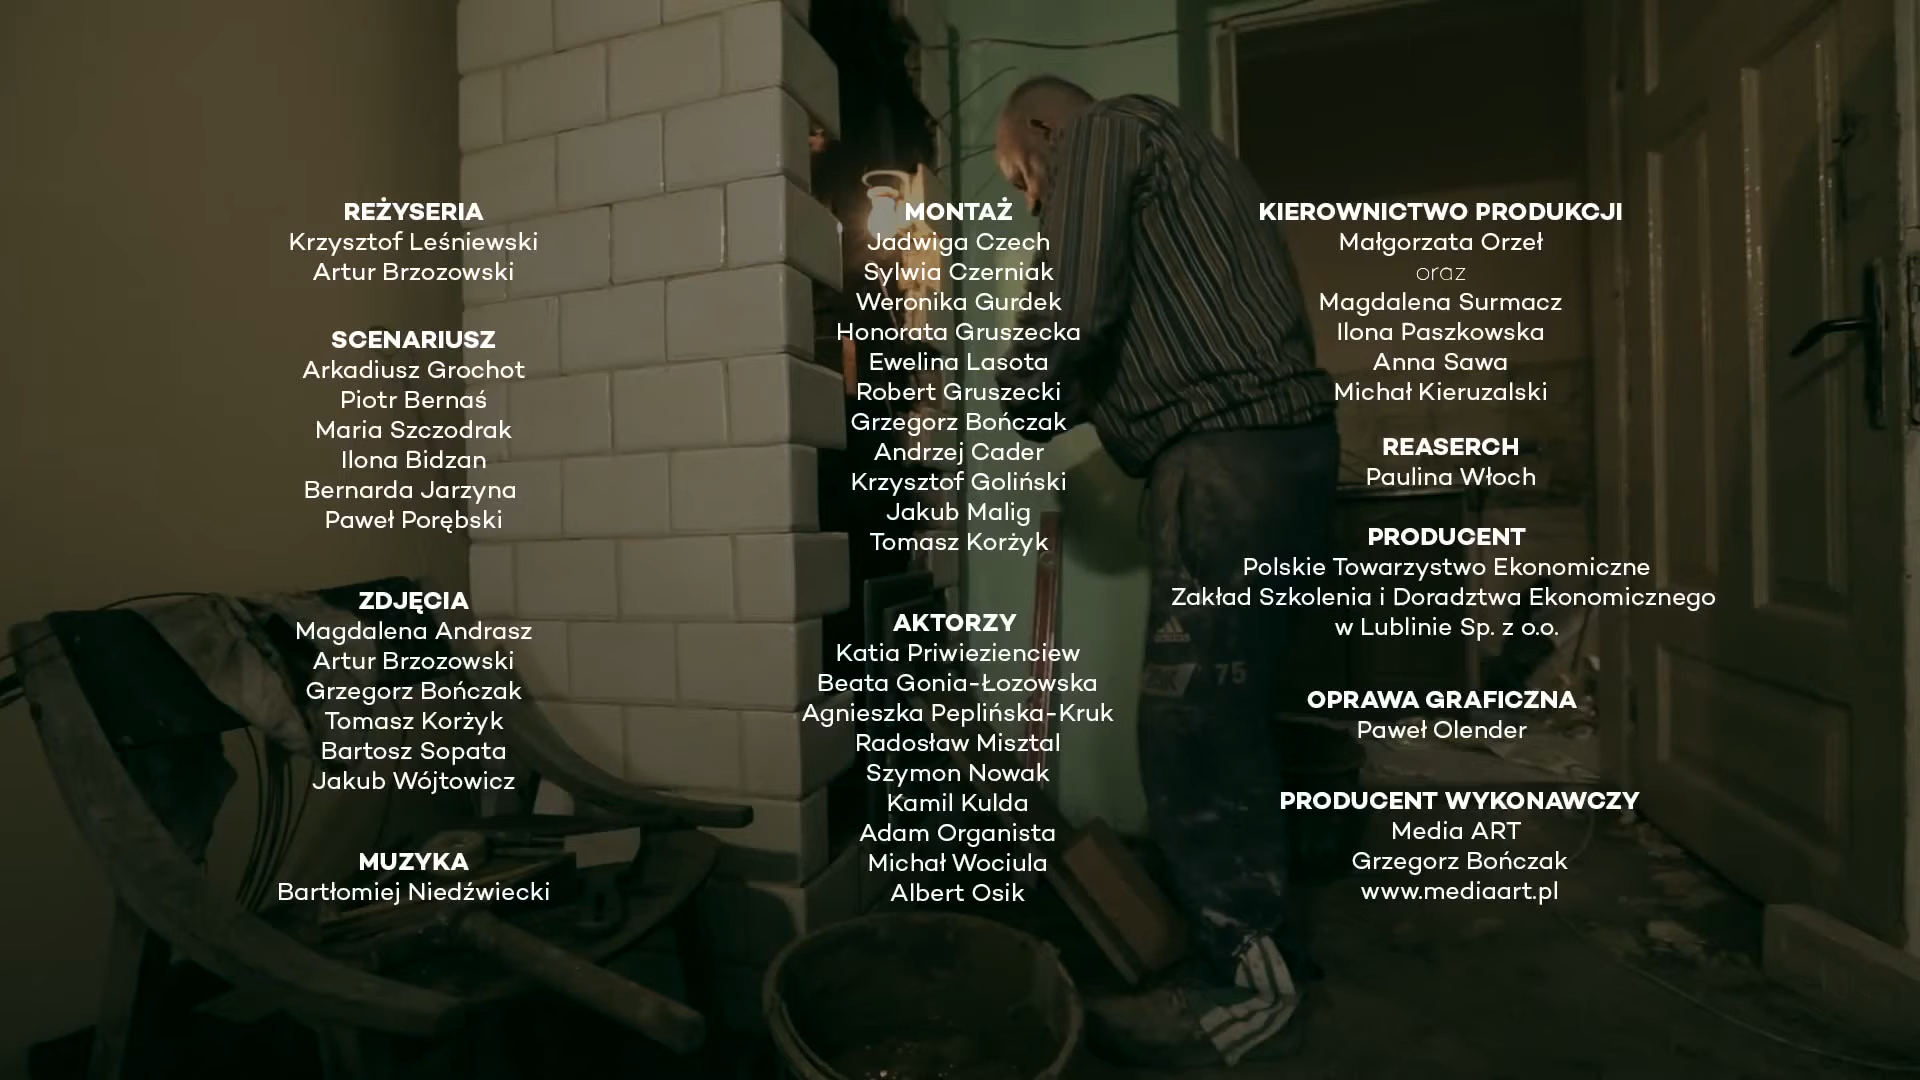 REŻYSERIA
Krzysztof Leśniewski
Artur Brzozowski
SCENARIUSZ
Arkadiusz Grochot
Piotr Bernaś
Maria Szczodrak
Ilona Bidzan
Bernarda Jarzyna
Paweł Porębski
ZDJĘCIA
Magdalena Andrasz
Artur Brzozowski
Grzegorz Bończak
Tomasz Korżyk
Bartosz Sopata
Jakub Wójtowicz
MUZYKA
Bartłomiej Niedźwiecki
MONTAŻ
Jadwiga Czech
Sylwia Czerniak
Weronika Gurdek
Honorata Gruszecka
Ewelina Lasota
Robert Gruszecki
Grzegorz Bończak
Andrzej Cader
Krzysztof Goliński
Jakub Malig
Tomasz Korżyk
AKTORZY
Katia Priwiezienciew
Beata Gonia-Łozowska
Agnieszka Peplińska-Kruk
Radosław Misztal
Szymon Nowak
Kamil Kulda
Adam Organista
Michał Wociula
Albert Osik
KIEROWNICTWO PRODUKCJI
Małgorzata Orzeł
oraz
Magdalena Surmacz
Ilona Paszkowska
Anna Sawa
Michał Kieruzalski
REASERCH
Paulina Włoch
PRODUCENT
Polskie Towarzystwo Ekonomiczne
Zakład Szkolenia i Doradztwa Ekonomicznego
w Lublinie Sp. z o.o.
OPRAWA GRAFICZNA
Paweł Olender
PRODUCENT WYKONAWCZY
Media ART
Grzegorz Bończak
www.mediaart.pl
75